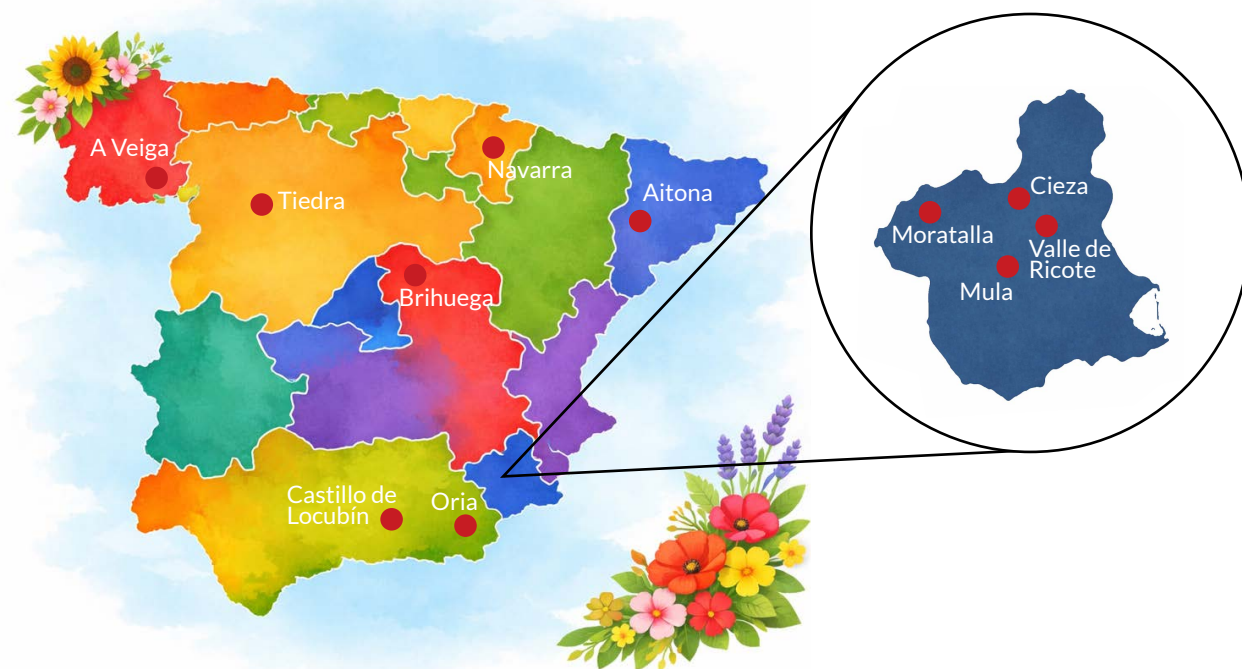 A Veiga
Navarra
Tiedra
Aitona
Brihuega
Castillo de
Locubín
Oria
Cieza
Moratalla
Valle de
Ricote
Mula